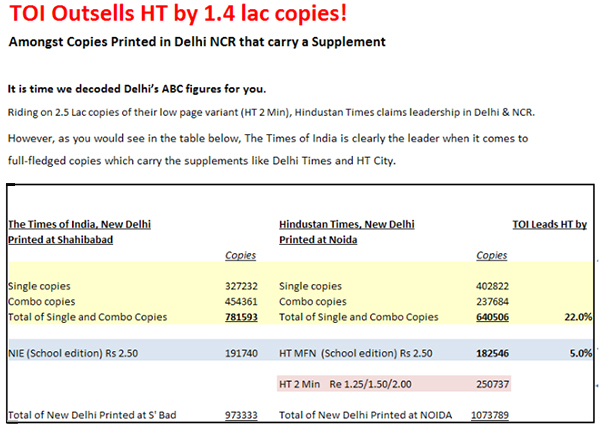 TOI Outsells HT by 1.4 lac copies!
Amongst Copies Printed in Delhi NCR that carry a Supplement
It is time we decoded Delhi's ABC figures for you.
Riding on 2.5 Lac copies of their low page variant (HT 2 Min), Hindustan Times claims leadership in Delhi & NCR.
However, as you would see in the table below, The Times of India is clearly the leader when it comes to
full-fledged copies which carry the supplements like Delhi Times and HT City.
The Times of India, New Delhi Hindustan Times, New Delhi TOI Leads HT by
Printed at Shahibabad Printed at Noida
Copies Copies
Single copies 327232 Single copies 402822
Combo copies 454361 Combo copies 237684
Total of Single and Combo Copies 781593 Total of Single and Combo Copies 640506 22.0%
NIE (School edition) Rs 2.50 191740 HT MFN (School edition) Rs 2.50 182546 5.0%
HT 2 Min Re 1.25/1.50/2.00 250737
Total of New Delhi Printed at S' Bad 973333 Total of New Delhi Printed at NOIDA 1073789